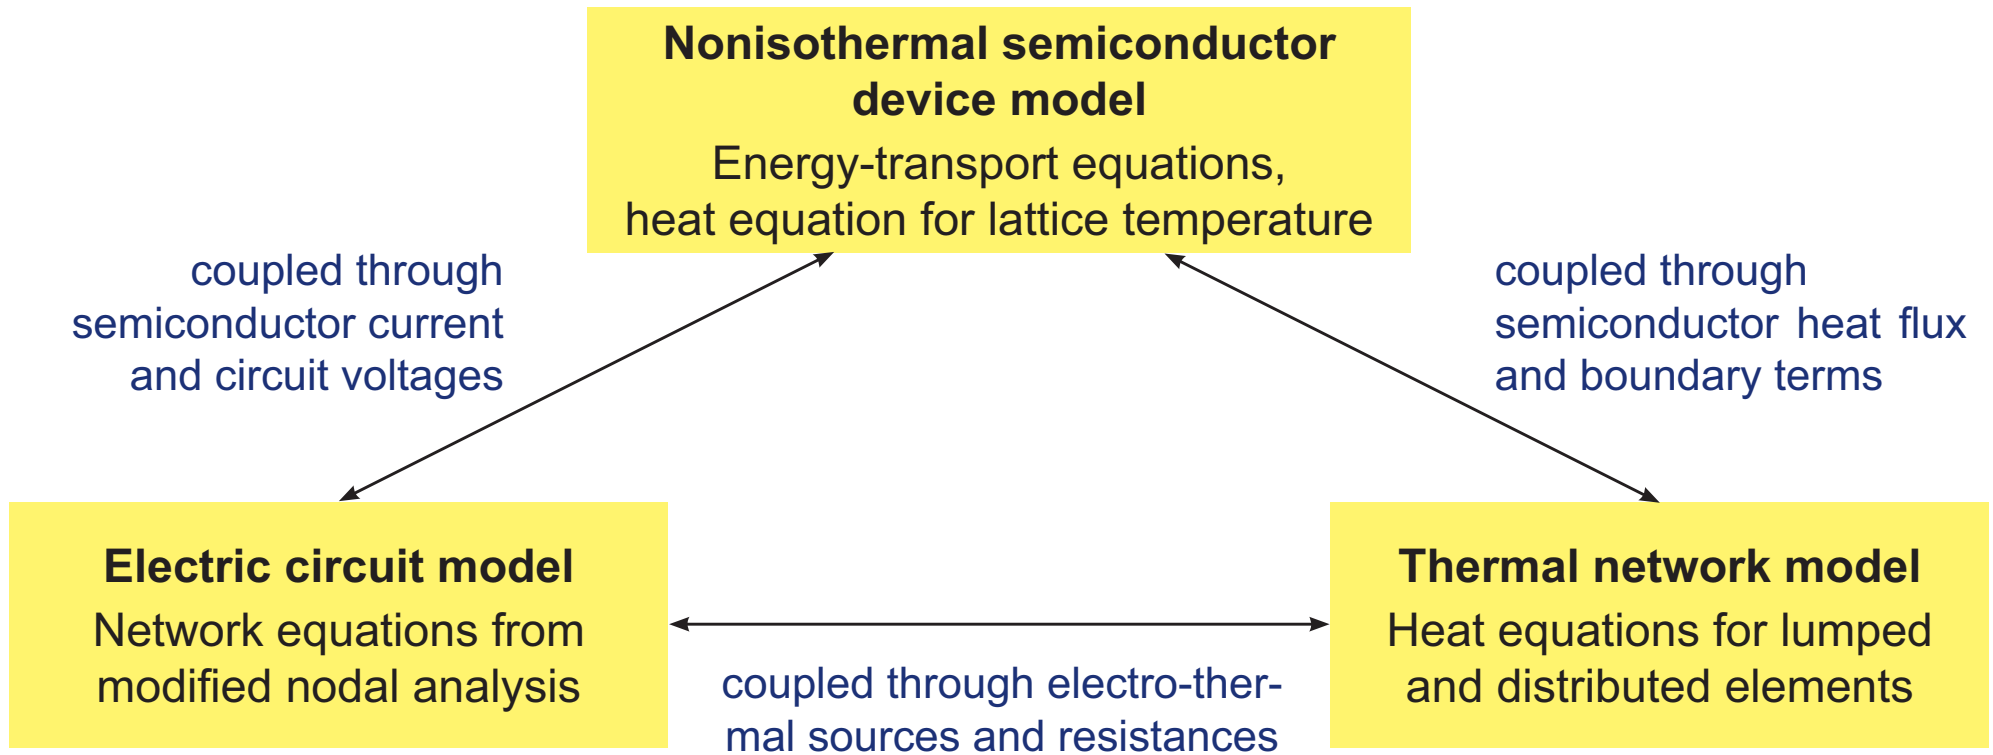 Nonisothermal semiconductor
device model
Energy-transport equations,
heat equation for lattice temperature
coupled through
semiconductor current
and circuit voltages
coupled through
semiconductor heat flux
and boundary terms
Electric circuit model
Network equations from
modified nodal analysis
coupled through electro-ther-
mal sources and resistances
Thermal network model
Heat equations for lumped
and distributed elements